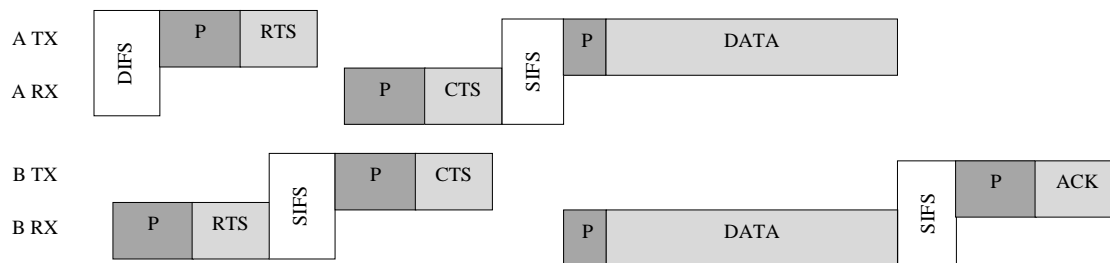 A TX
DIFS
P
RTS
SIFS
P
DATA
A RX
P
CTS
B TX
SIFS
P
CTS
SIFS
P
ACK
B RX
P
RTS
P
DATA